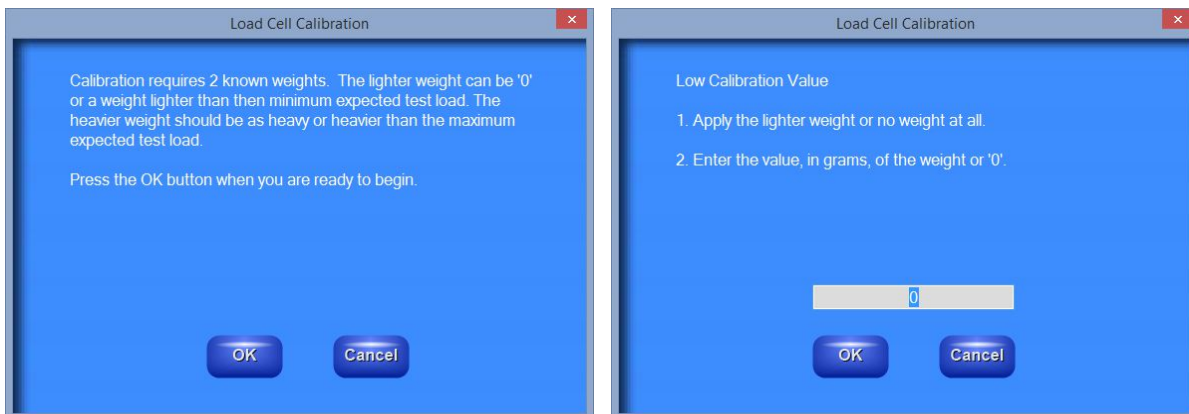 Load Cell Calibration
Calibration requires 2 known weights. The lighter weight can be '0'
or a weight lighter than then minimum expected test load. The
heavier weight should be as heavy or heavier than the maximum
expected test load.
Press the OK button when you are ready to begin.
OK
Cancel
Load Cell Calibration
Low Calibration Value
1. Apply the lighter weight or no weight at all.
2. Enter the value, in grams, of the weight or '0'.
0
OK
Cancel